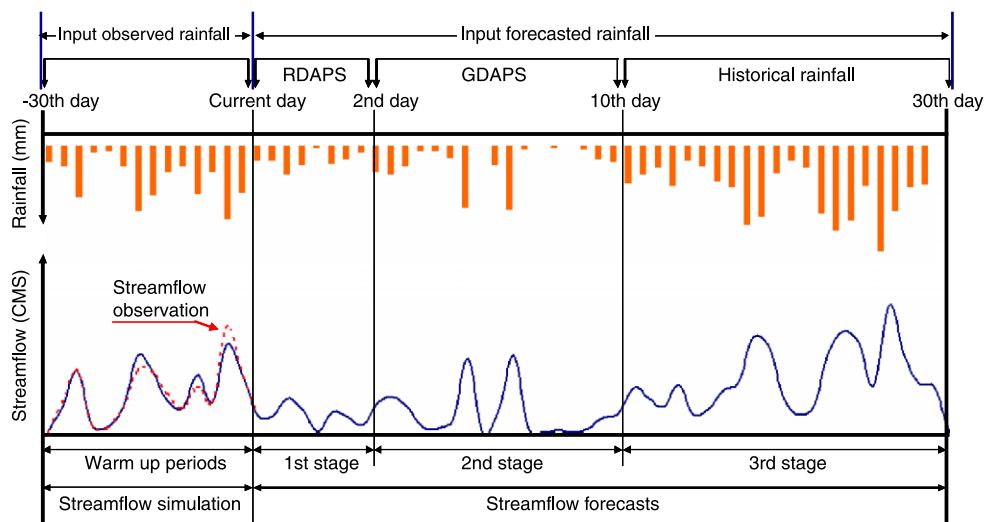 Input observed rainfall
Input forecasted rainfall
RDAPS
GDAPS
Historical rainfall
-30th day
Current day
2nd day
10th day
30th day
Rainfall (mm)
Streamflow (CMS)
Streamflow
observation
Warm up periods
1st stage
2nd stage
3rd stage
Streamflow simulation
Streamflow forecasts